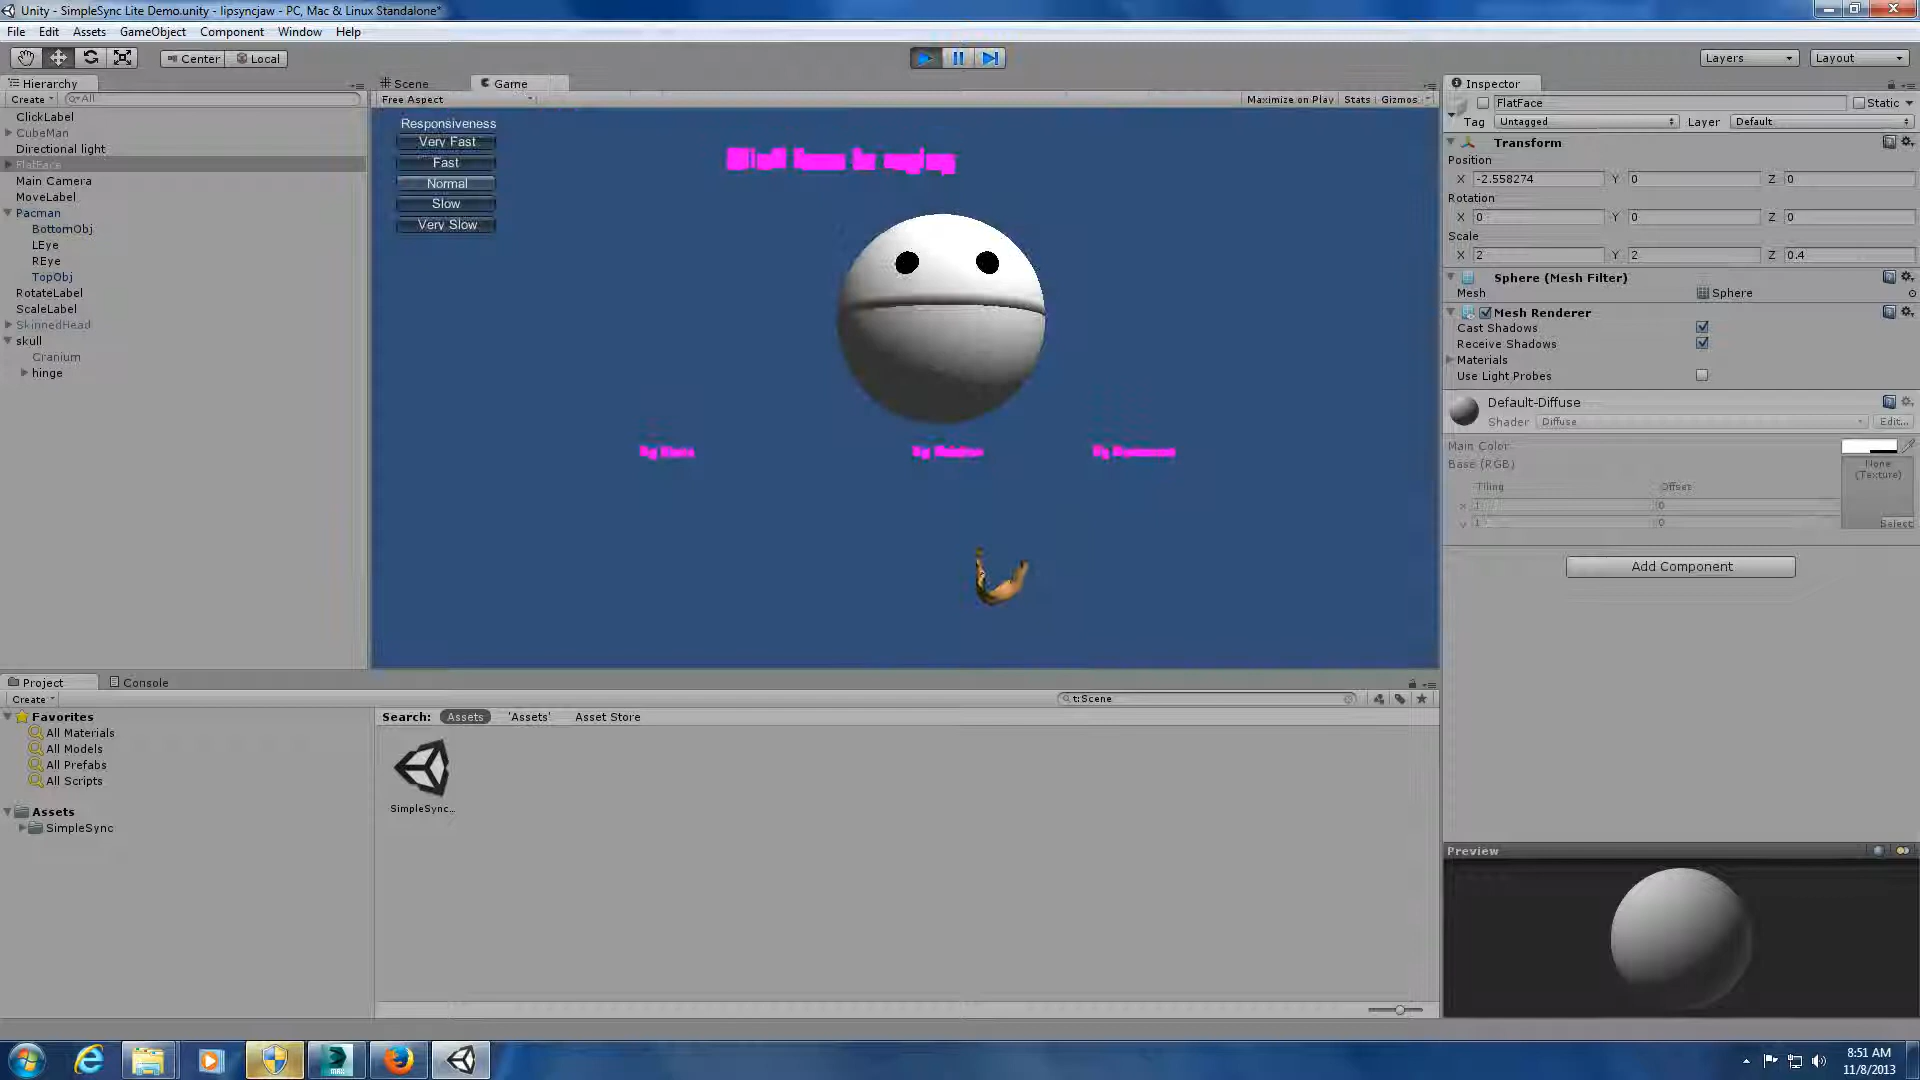 Unity - SimpleSync Lite Demo.unity - lipsyncjaw - PC, Mac & Linux Standalone*
File Edit Assets GameObject Component Window Help
Center Local Layers Layout
Hierarchy
Create All
ClickLabel
CubeMan
Directional light
FlatFace
Main Camera
MoveLabel
Pacman
BottomObj
LEye
REye
TopObj
RotateLabel
ScaleLabel
SkinnedHead
skull
Cranium
hinge
Scene Game
Free Aspect Maximize on Play Stats Gizmos
Responsiveness
Very Fast
Fast
Normal
Slow
Very Slow
Inspector
FlatFace Static
Tag Untagged Layer Default
Transform
Position
X -2.558274 Y 0 Z 0
Rotation
X 0 Y 0 Z 0
Scale
X 2 Y 2 Z 0.4
Sphere (Mesh Filter)
Mesh Sphere
Mesh Renderer
Cast Shadows
Receive Shadows
Materials
Use Light Probes
Default-Diffuse
Shader Diffuse Edit...
Main Color
Base (RGB) None
(Texture)
Tiling Offset
x 1 0
y 1 0
Select
Add Component
Preview
Project Console
Create t:Scene
Favorites
All Materials
All Models
All Prefabs
All Scripts
Assets
SimpleSync
Search: Assets 'Assets' Asset Store
SimpleSync...
8:51 AM
11/8/2013